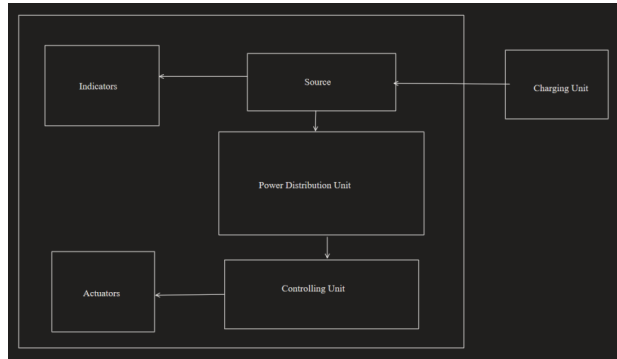 Indicators
Source
Charging Unit
Power Distribution Unit
Actuators
Controlling Unit